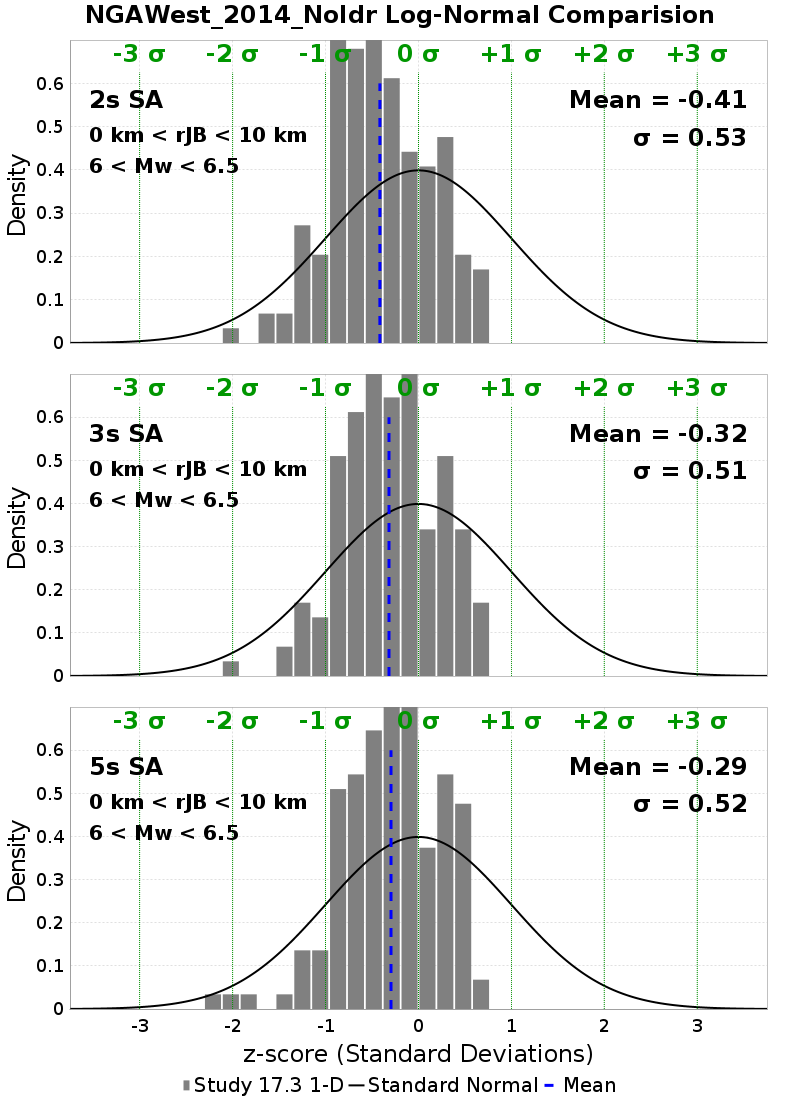 NGAWest_2014_NoIdr Log-Normal Comparision
-3 σ -2 σ -1 σ 0 σ +1 σ +2 σ +3 σ
0.6
2s SA Mean = -0.41
0.5
0 km < rJB < 10 km σ = 0.53
6 < Mw < 6.5
0.4
0.3
0.2
0.1
0
Density
-3 σ -2 σ -1 σ 0 σ +1 σ +2 σ +3 σ
0.6
3s SA Mean = -0.32
0.5
0 km < rJB < 10 km σ = 0.51
6 < Mw < 6.5
0.4
0.3
0.2
0.1
0
Density
-3 σ -2 σ -1 σ 0 σ +1 σ +2 σ +3 σ
0.6
5s SA Mean = -0.29
0.5
0 km < rJB < 10 km σ = 0.52
6 < Mw < 6.5
0.4
0.3
0.2
0.1
0
Density
-3 -2 -1 0 1 2 3
z-score (Standard Deviations)
Study 17.3 1-D Standard Normal Mean